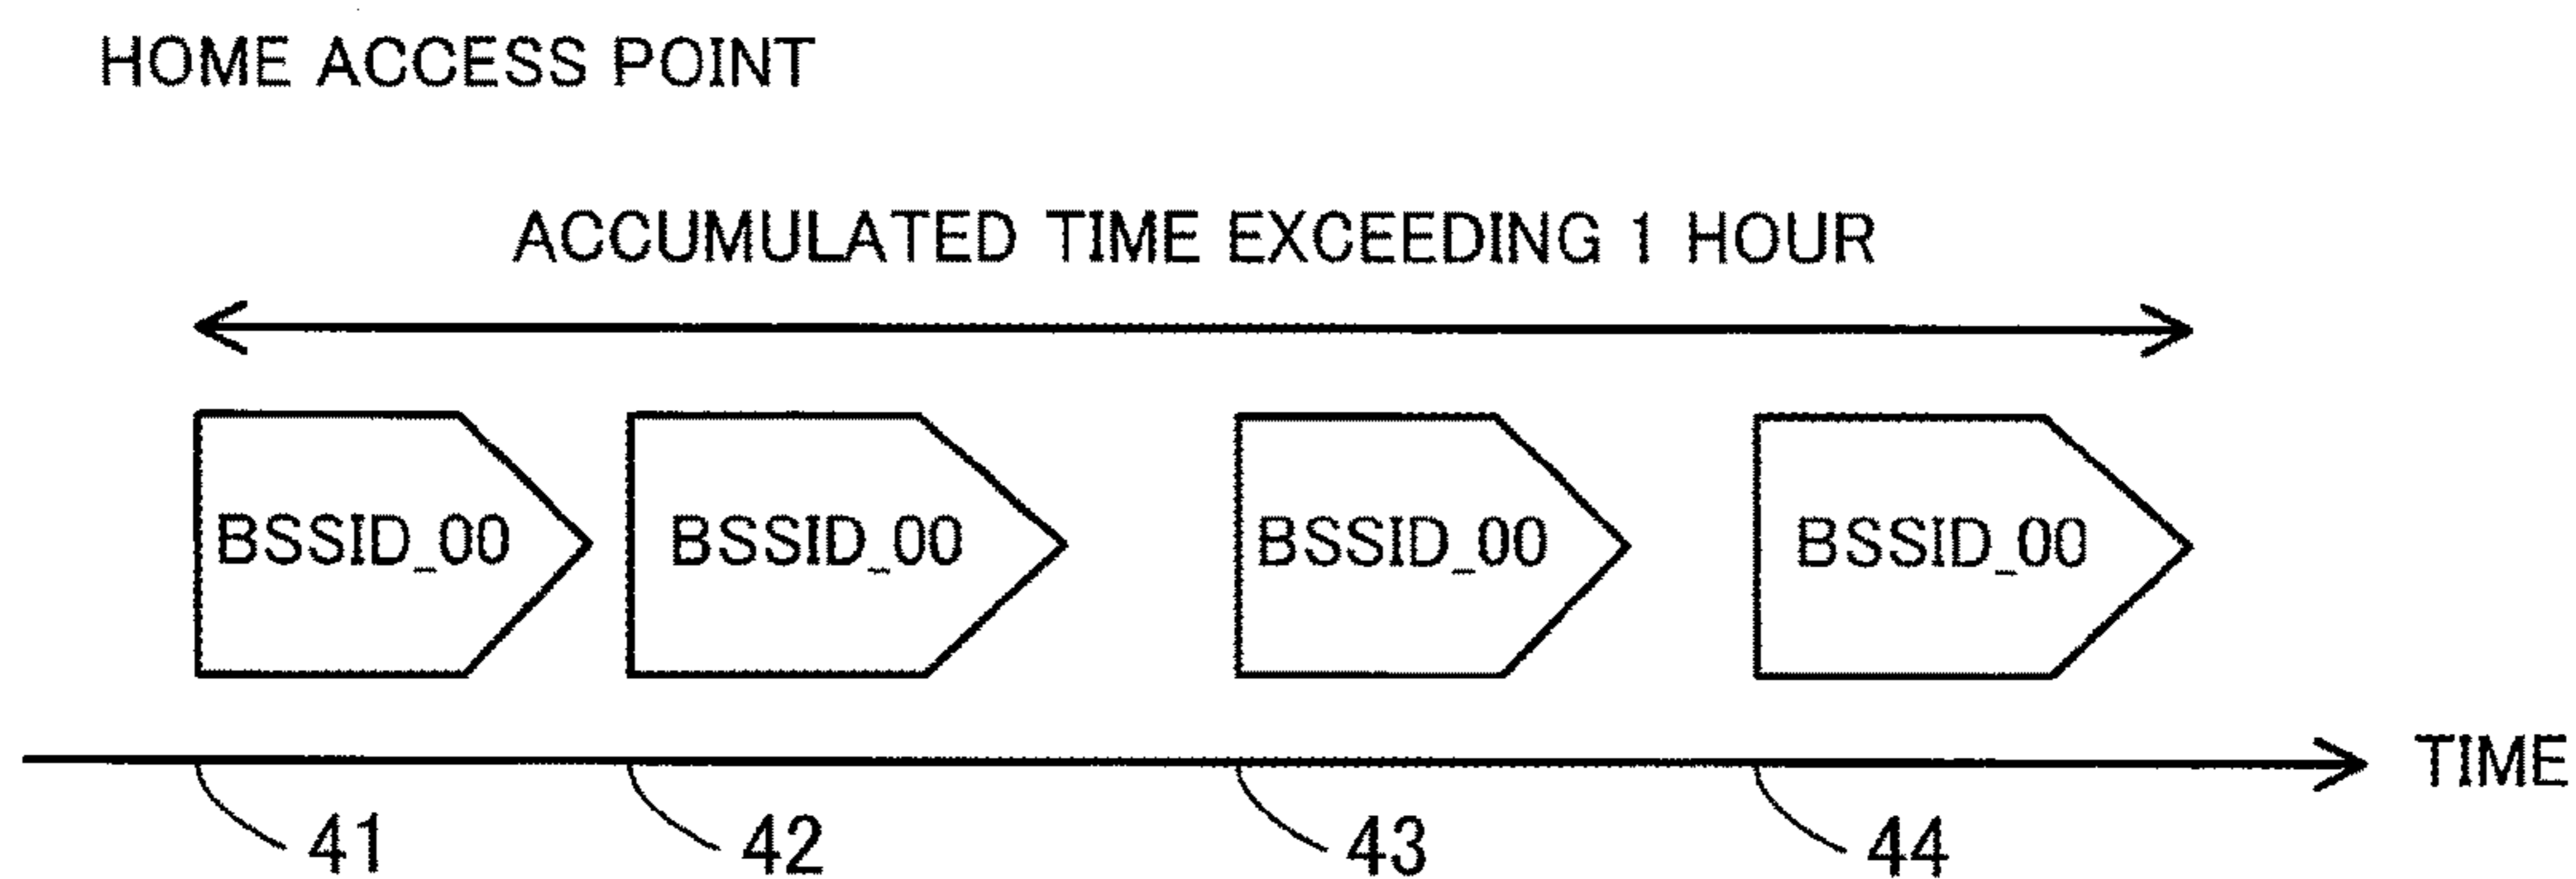 HOME ACCESS POINT
ACCUMULATED TIME EXCEEDING 1 HOUR
BSSID_00 BSSID_00 BSSID_00 BSSID_00
TIME
41 42 43 44